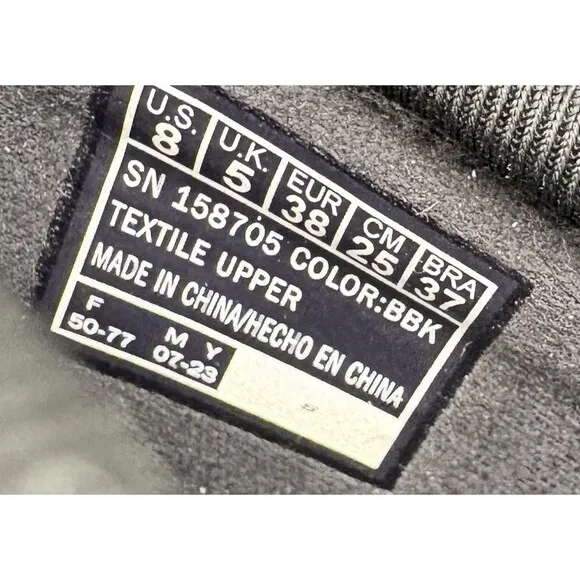 U.S. U.K. EUR CM BRA
8 5 38 25 37
SN 158705 COLOR:BBK
TEXTILE UPPER
MADE IN CHINA/HECHO EN CHINA
F M Y
50-77 07-23